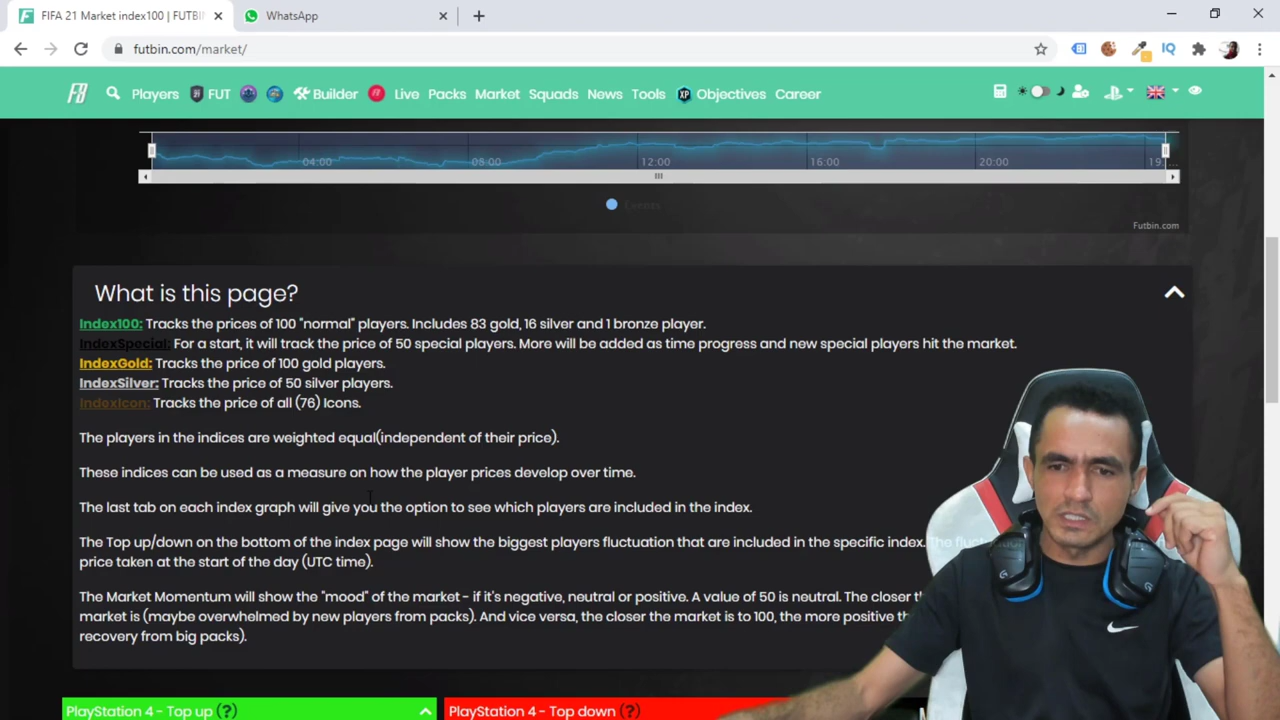 FIFA 21 Market index100 | FUTBIN
WhatsApp
futbin.com/market/
IQ
FB Players FUT Builder Live Packs Market Squads News Tools XP Objectives Career
04:00 08:00 12:00 16:00 20:00 19...
Events
Futbin.com
What is this page?
Index100: Tracks the prices of 100 "normal" players. Includes 83 gold, 16 silver and 1 bronze player.
IndexSpecial: For a start, it will track the price of 50 special players. More will be added as time progress and new special players hit the market.
IndexGold: Tracks the price of 100 gold players.
IndexSilver: Tracks the price of 50 silver players.
IndexIcon: Tracks the price of all (76) Icons.
The players in the indices are weighted equal(independent of their price).
These indices can be used as a measure on how the player prices develop over time.
The last tab on each index graph will give you the option to see which players are included in the index.
The Top up/down on the bottom of the index page will show the biggest players fluctuation that are included in the specific index. The
price taken at the start of the day (UTC time).
The Market Momentum will show the "mood" of the market - if it's negative, neutral or positive. A value of 50 is neutral. The closer
market is (maybe overwhelmed by new players from packs). And vice versa, the closer the market is to 100, the more positive
recovery from big packs).
PlayStation 4 - Top up (?)
PlayStation 4 - Top down (?)